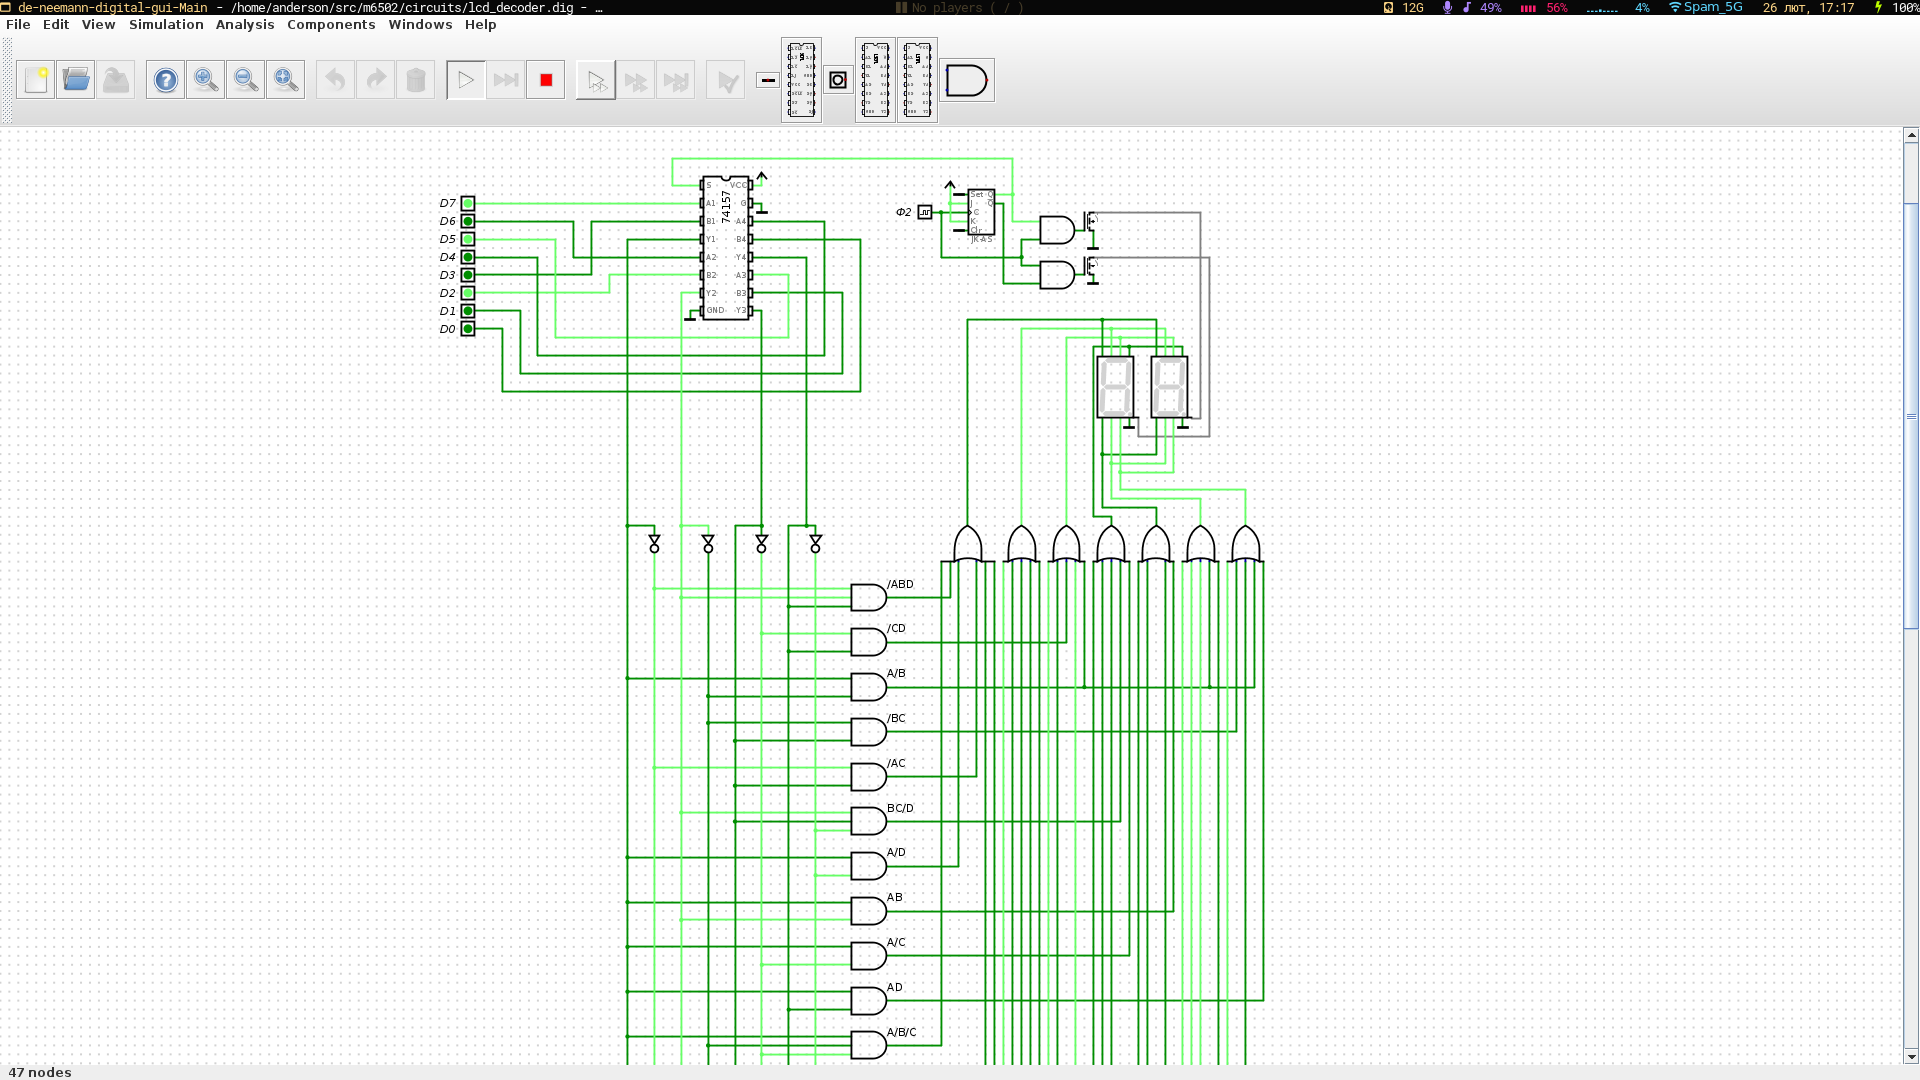 de-neemann-digital-gui-Main - /home/anderson/src/m6502/circuits/lcd_decoder.dig - …
No players ( / )
12G 49% 56% 4% Spam_5G 26 лют, 17:17 100%
File Edit View Simulation Analysis Components Windows Help
D7
D6
D5
D4
D3
D2
D1
D0
74157
S VCC
A1 G
B1 A4
Y1 B4
A2 Y4
B2 A3
Y2 B3
GND Y3
Φ2
Set Q
J Q
C
K
Clr
JK-AS
/ABD
/CD
A/B
/BC
/AC
BC/D
A/D
AB
A/C
AD
A/B/C
47 nodes